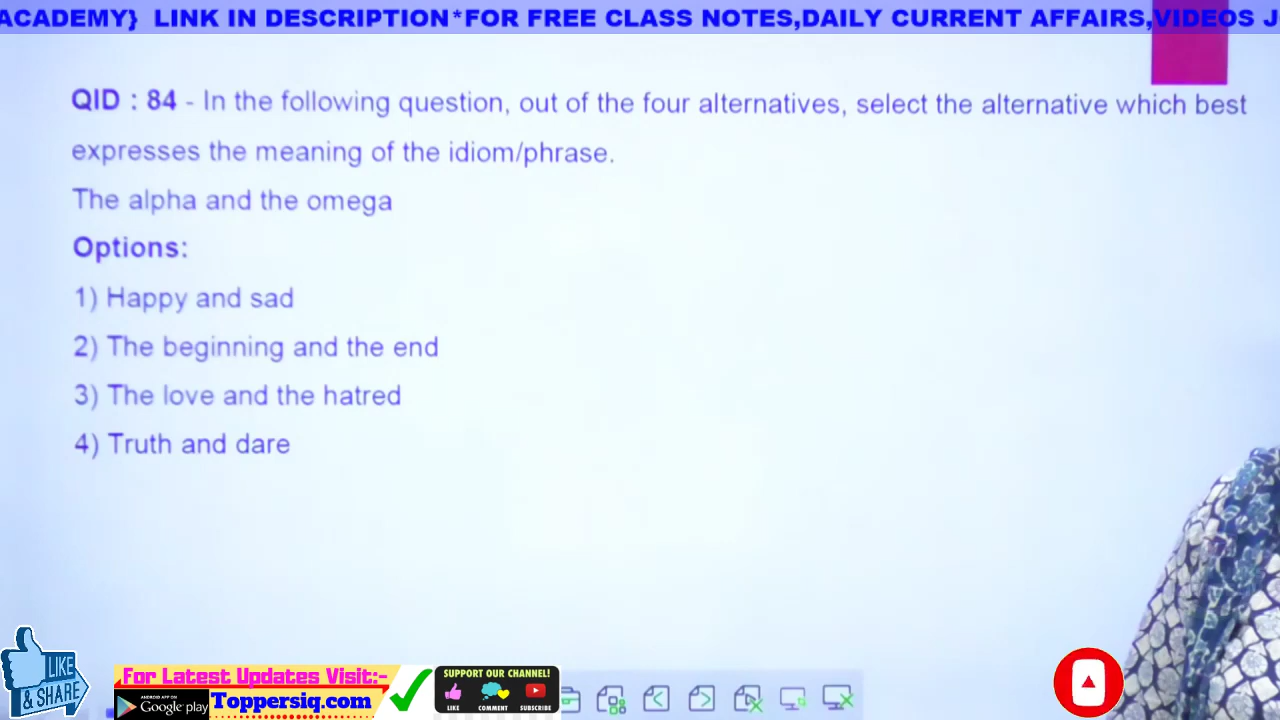 ACADEMY}  LINK IN DESCRIPTION*FOR FREE CLASS NOTES,DAILY CURRENT AFFAIRS,VIDEOS J
QID : 84 - In the following question, out of the four alternatives, select the alternative which best
expresses the meaning of the idiom/phrase.
The alpha and the omega
Options:
1) Happy and sad
2) The beginning and the end
3) The love and the hatred
4) Truth and dare
LIKE
& SHARE
For Latest Updates Visit:-
ANDROID APP ON
Google play
Toppersiq.com
SUPPORT OUR CHANNEL!
LIKE
COMMENT
SUBSCRIBE